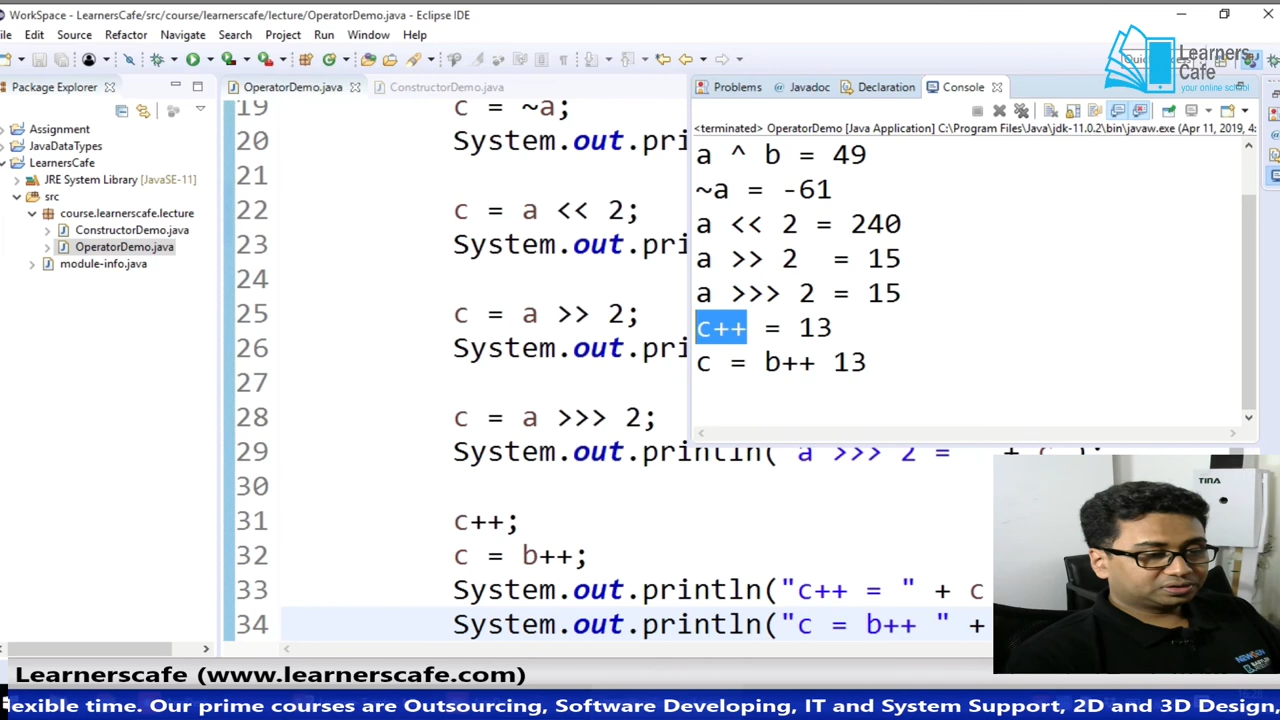 WorkSpace - LearnersCafe/src/course/learnerscafe/lecture/OperatorDemo.java - Eclipse IDE
File Edit Source Refactor Navigate Search Project Run Window Help
Learners
Cafe
your online school
Package Explorer
OperatorDemo.java
ConstructorDemo.java
Problems
Javadoc
Declaration
Console
Assignment
JavaDataTypes
LearnersCafe
JRE System Library [JavaSE-11]
src
course.learnerscafe.lecture
ConstructorDemo.java
OperatorDemo.java
module-info.java
19 c = ~a;
20 System.out.pri
21
22 c = a << 2;
23 System.out.pri
24
25 c = a >> 2;
26 System.out.pri
27
28 c = a >>> 2;
29 System.out.println( a >>> 2 = + c );
30
31 c++;
32 c = b++;
33 System.out.println("c++ = " + c
34 System.out.println("c = b++ " +
<terminated> OperatorDemo [Java Application] C:\Program Files\Java\jdk-11.0.2\bin\javaw.exe (Apr 11, 2019, 4:
a ^ b = 49
~a = -61
a << 2 = 240
a >> 2 = 15
a >>> 2 = 15
c++ = 13
c = b++ 13
TINA
Learnerscafe (www.learnerscafe.com)
flexible time. Our prime courses are Outsourcing, Software Developing, IT and System Support, 2D and 3D Design,